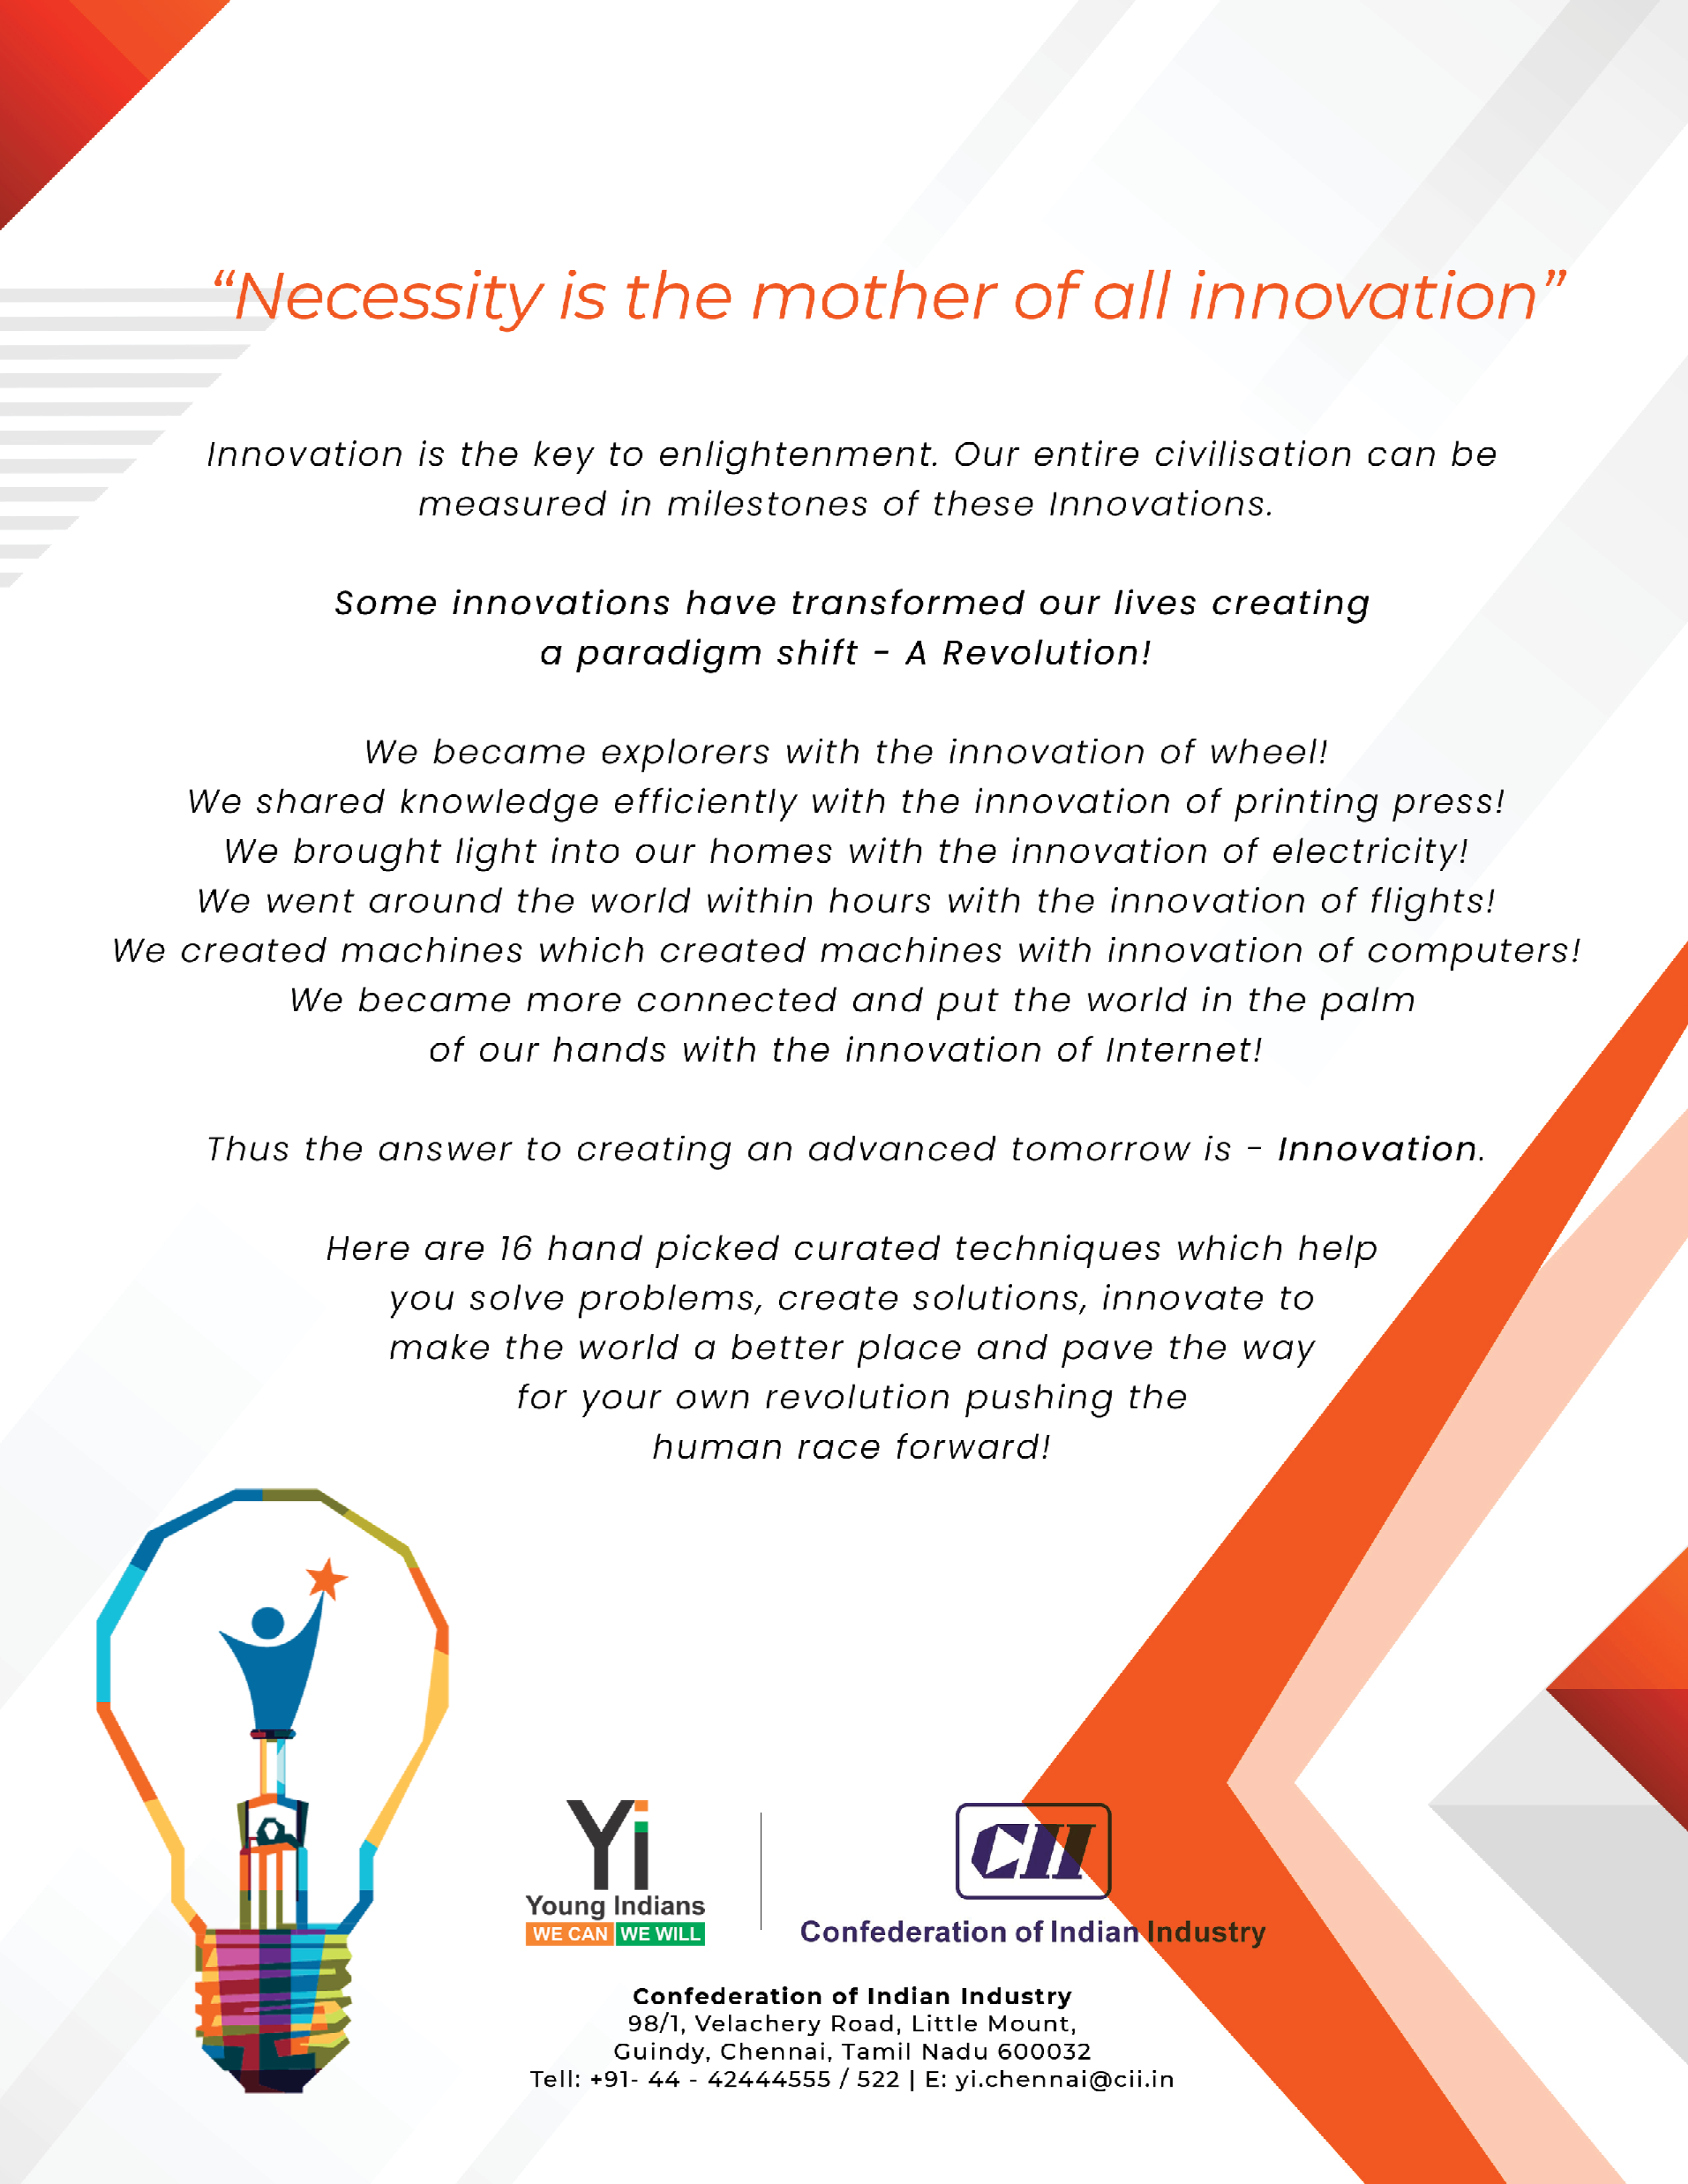 “Necessity is the mother of all innovation”
Innovation is the key to enlightenment. Our entire civilisation can be
measured in milestones of these Innovations.
Some innovations have transformed our lives creating
a paradigm shift - A Revolution!
We became explorers with the innovation of wheel!
We shared knowledge efficiently with the innovation of printing press!
We brought light into our homes with the innovation of electricity!
We went around the world within hours with the innovation of flights!
We created machines which created machines with innovation of computers!
We became more connected and put the world in the palm
of our hands with the innovation of Internet!
Thus the answer to creating an advanced tomorrow is - Innovation.
Here are 16 hand picked curated techniques which help
you solve problems, create solutions, innovate to
make the world a better place and pave the way
for your own revolution pushing the
human race forward!
Yi
Young Indians
WE CAN WE WILL
CII
Confederation of Indian Industry
Confederation of Indian Industry
98/1, Velachery Road, Little Mount,
Guindy, Chennai, Tamil Nadu 600032
Tell: +91- 44 - 42444555 / 522 | E: yi.chennai@cii.in